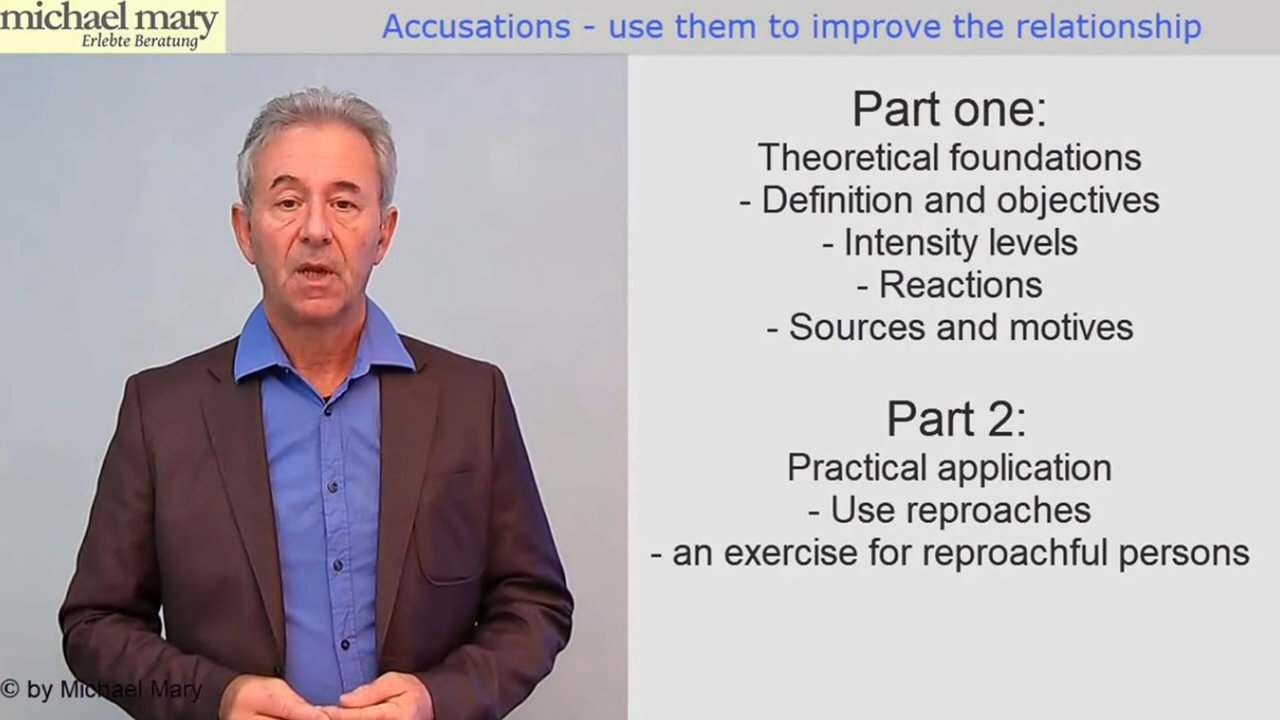 michael mary
Erlebte Beratung
Accusations - use them to improve the relationship
Part one:
Theoretical foundations
- Definition and objectives
- Intensity levels
- Reactions
- Sources and motives
Part 2:
Practical application
- Use reproaches
- an exercise for reproachful persons
© by Michael Mary